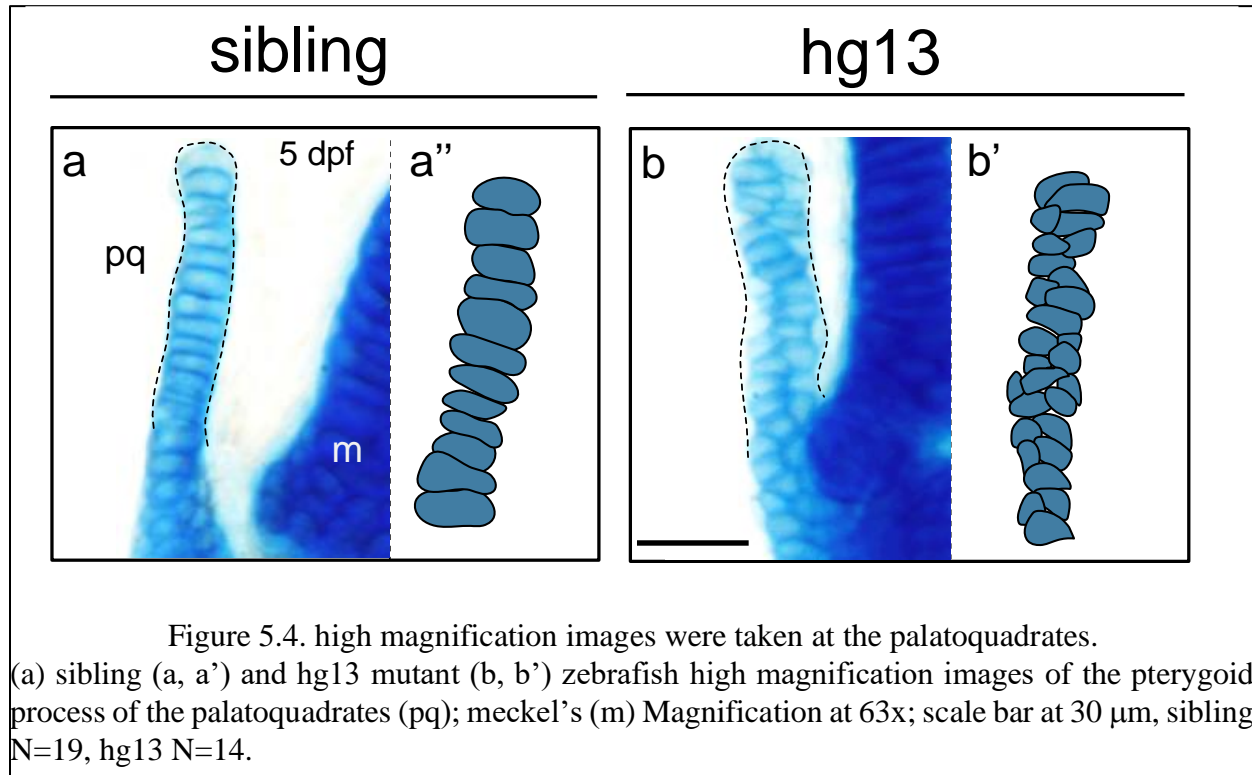 sibling
hg13
a
5 dpf
a''
pq
m
b
b'
Figure 5.4. high magnification images were taken at the palatoquadrates.
(a) sibling (a, a’) and hg13 mutant (b, b’) zebrafish high magnification images of the pterygoid
process of the palatoquadrates (pq); meckel’s (m) Magnification at 63x; scale bar at 30 μm, sibling
N=19, hg13 N=14.